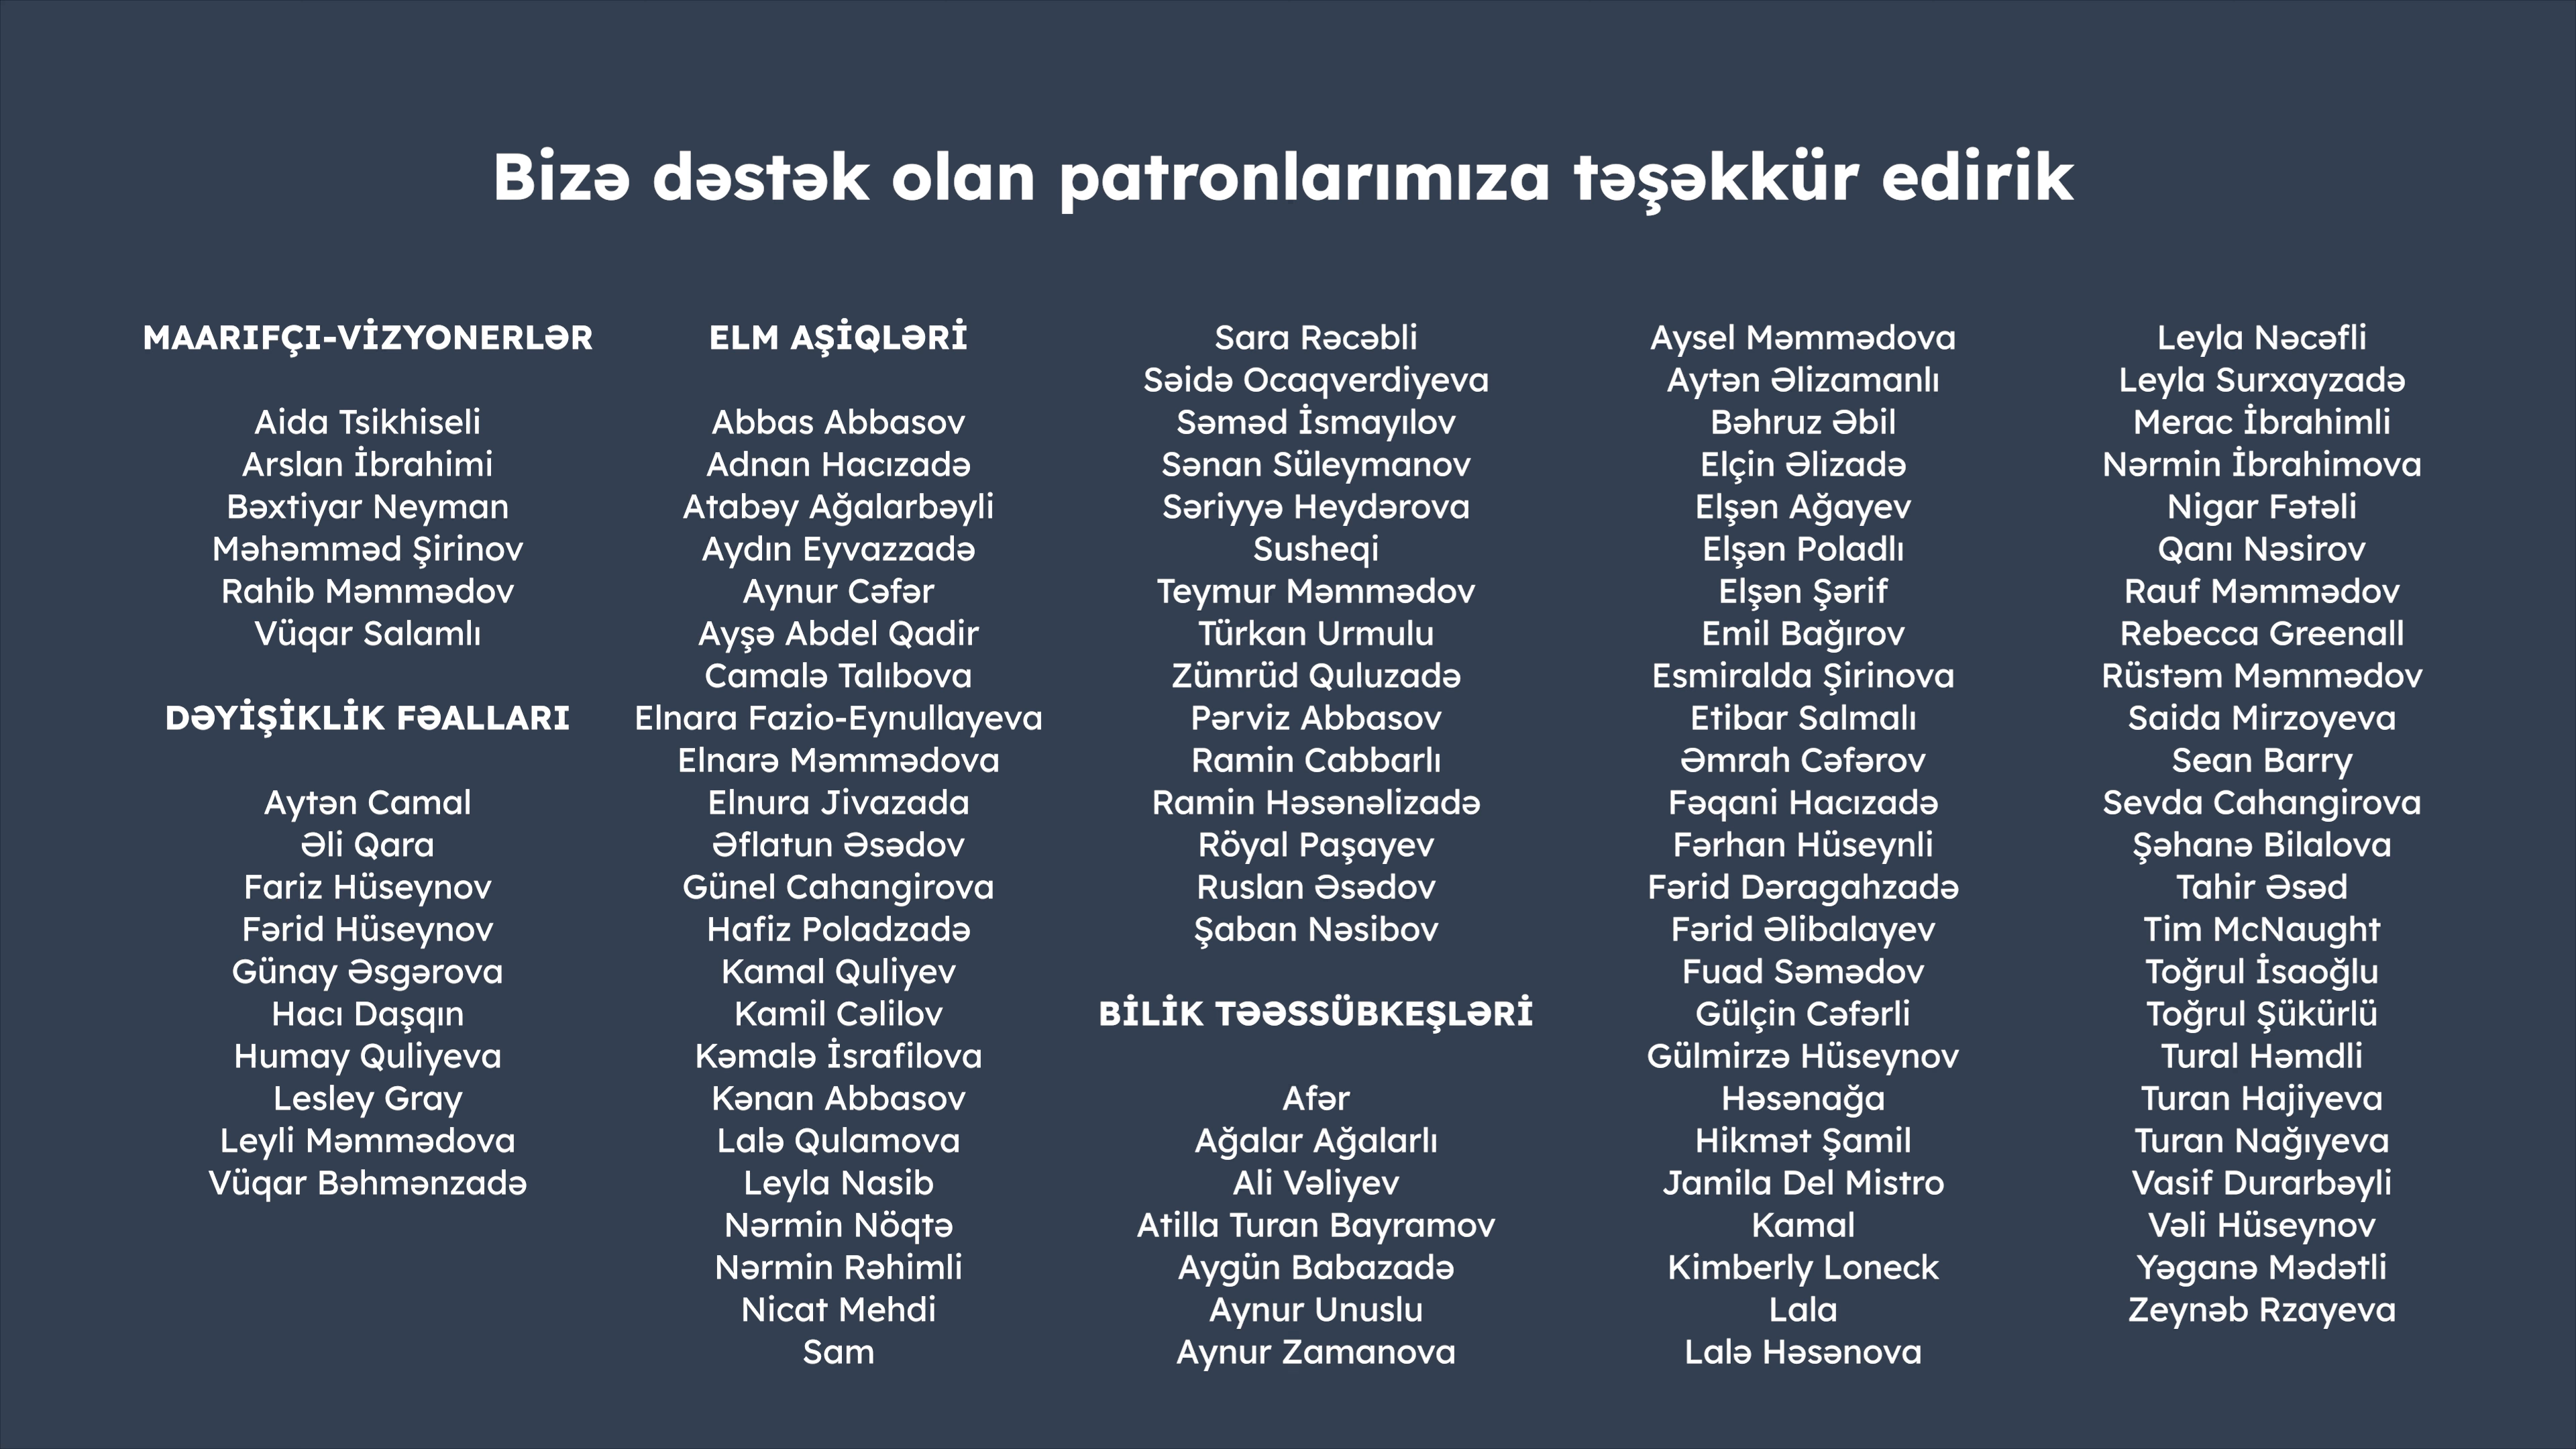 Bizə dəstək olan patronlarımıza təşəkkür edirik
MAARIFÇI-VİZYONERLƏR
Aida Tsikhiseli
Arslan İbrahimi
Bəxtiyar Neyman
Məhəmməd Şirinov
Rahib Məmmədov
Vüqar Salamlı
DƏYİŞİKLİK FƏALLARI
Aytən Camal
Əli Qara
Fariz Hüseynov
Fərid Hüseynov
Günay Əsgərova
Hacı Daşqın
Humay Quliyeva
Lesley Gray
Leyli Məmmədova
Vüqar Bəhmənzadə
ELM AŞİQLƏRİ
Abbas Abbasov
Adnan Hacızadə
Atabəy Ağalarbəyli
Aydın Eyvazzadə
Aynur Cəfər
Ayşə Abdel Qadir
Camalə Talıbova
Elnara Fazio-Eynullayeva
Elnarə Məmmədova
Elnura Jivazada
Əflatun Əsədov
Günel Cahangirova
Hafiz Poladzadə
Kamal Quliyev
Kamil Cəlilov
Kəmalə İsrafilova
Kənan Abbasov
Lalə Qulamova
Leyla Nasib
Nərmin Nöqtə
Nərmin Rəhimli
Nicat Mehdi
Sam
Sara Rəcəbli
Səidə Ocaqverdiyeva
Səməd İsmayılov
Sənan Süleymanov
Səriyyə Heydərova
Susheqi
Teymur Məmmədov
Türkan Urmulu
Zümrüd Quluzadə
Pərviz Abbasov
Ramin Cabbarlı
Ramin Həsənəlizadə
Röyal Paşayev
Ruslan Əsədov
Şaban Nəsibov
BİLİK TƏƏSSÜBKEŞLƏRİ
Afər
Ağalar Ağalarlı
Ali Vəliyev
Atilla Turan Bayramov
Aygün Babazadə
Aynur Unuslu
Aynur Zamanova
Aysel Məmmədova
Aytən Əlizamanlı
Bəhruz Əbil
Elçin Əlizadə
Elşən Ağayev
Elşən Poladlı
Elşən Şərif
Emil Bağırov
Esmiralda Şirinova
Etibar Salmalı
Əmrah Cəfərov
Fəqani Hacızadə
Fərhan Hüseynli
Fərid Dəragahzadə
Fərid Əlibalayev
Fuad Səmədov
Gülçin Cəfərli
Gülmirzə Hüseynov
Həsənağa
Hikmət Şamil
Jamila Del Mistro
Kamal
Kimberly Loneck
Lala
Lalə Həsənova
Leyla Nəcəfli
Leyla Surxayzadə
Merac İbrahimli
Nərmin İbrahimova
Nigar Fətəli
Qanı Nəsirov
Rauf Məmmədov
Rebecca Greenall
Rüstəm Məmmədov
Saida Mirzoyeva
Sean Barry
Sevda Cahangirova
Şəhanə Bilalova
Tahir Əsəd
Tim McNaught
Toğrul İsaoğlu
Toğrul Şükürlü
Tural Həmdli
Turan Hajiyeva
Turan Nağıyeva
Vasif Durarbəyli
Vəli Hüseynov
Yəganə Mədətli
Zeynəb Rzayeva